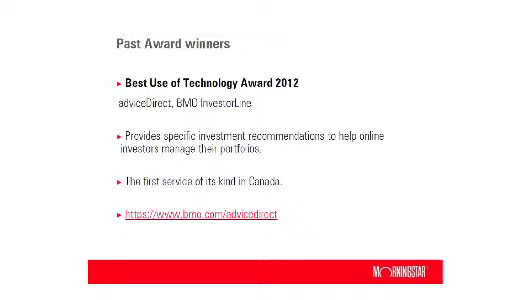 Past Award winners
Best Use of Technology Award 2012
adviceDirect, BMO InvestorLine
Provides specific investment recommendations to help online
investors manage their portfolios.
The first service of its kind in Canada.
https://www.bmo.com/advicedirect
MORNINGSTAR